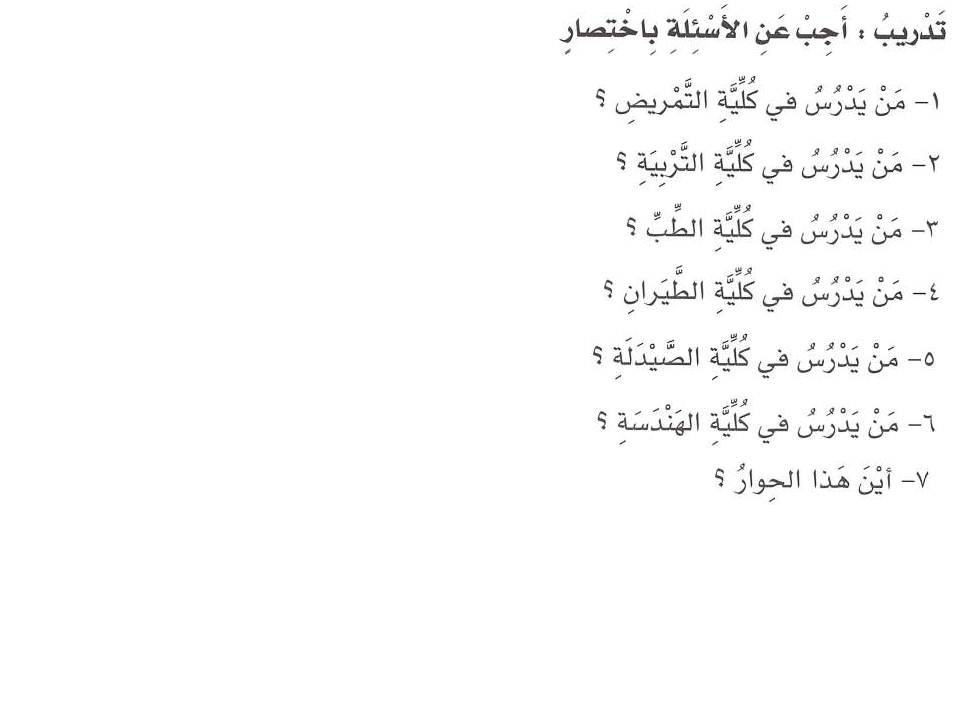 تَدْريبُ : أَجِبْ عَنِ الأَسْئِلَةِ بِاخْتِصارٍ
١- مَنْ يَدْرُسُ في كُلِّيَّةِ التَّمْريضِ ؟
٢- مَنْ يَدْرُسُ في كُلِّيَّةِ التَّرْبِيَةِ ؟
٣- مَنْ يَدْرُسُ في كُلِّيَّةِ الطِّبِّ ؟
٤- مَنْ يَدْرُسُ في كُلِّيَّةِ الطَّيَرانِ ؟
٥- مَنْ يَدْرُسُ في كُلِّيَّةِ الصَّيْدَلَةِ ؟
٦- مَنْ يَدْرُسُ في كُلِّيَّةِ الهَنْدَسَةِ ؟
٧- أيْنَ هَذا الحِوارُ ؟